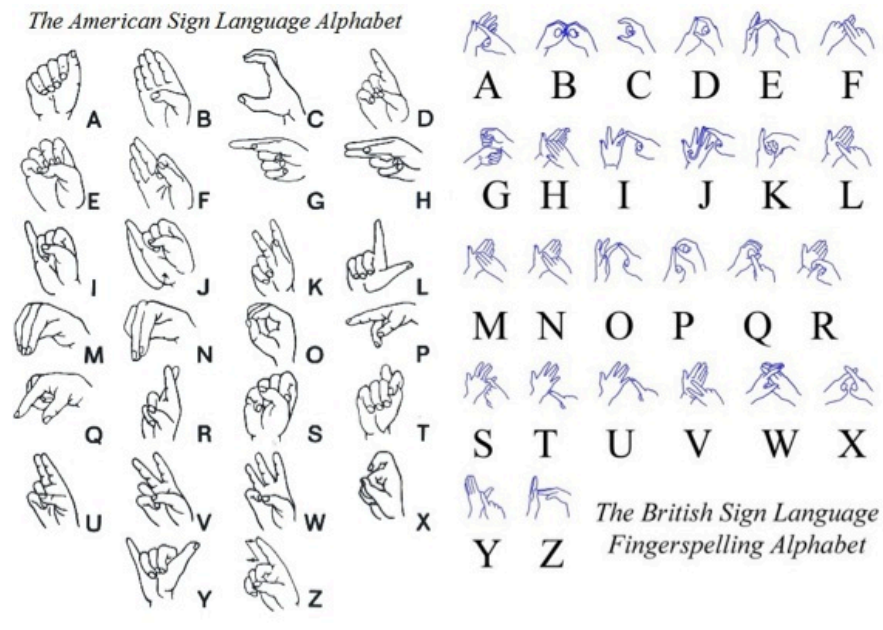 The American Sign Language Alphabet
A B C D
E F G H
I J K L
M N O P
Q R S T
U V W X
Y Z
A B C D E F
G H I J K L
M N O P Q R
S T U V W X
Y Z
The British Sign Language
Fingerspelling Alphabet